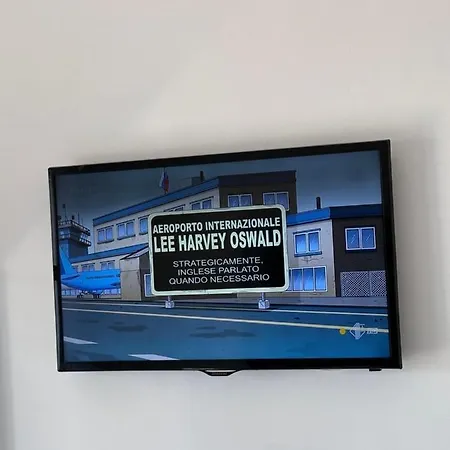 AEROPORTO INTERNAZIONALE
LEE HARVEY OSWALD
STRATEGICAMENTE,
INGLESE PARLATO
QUANDO NECESSARIO